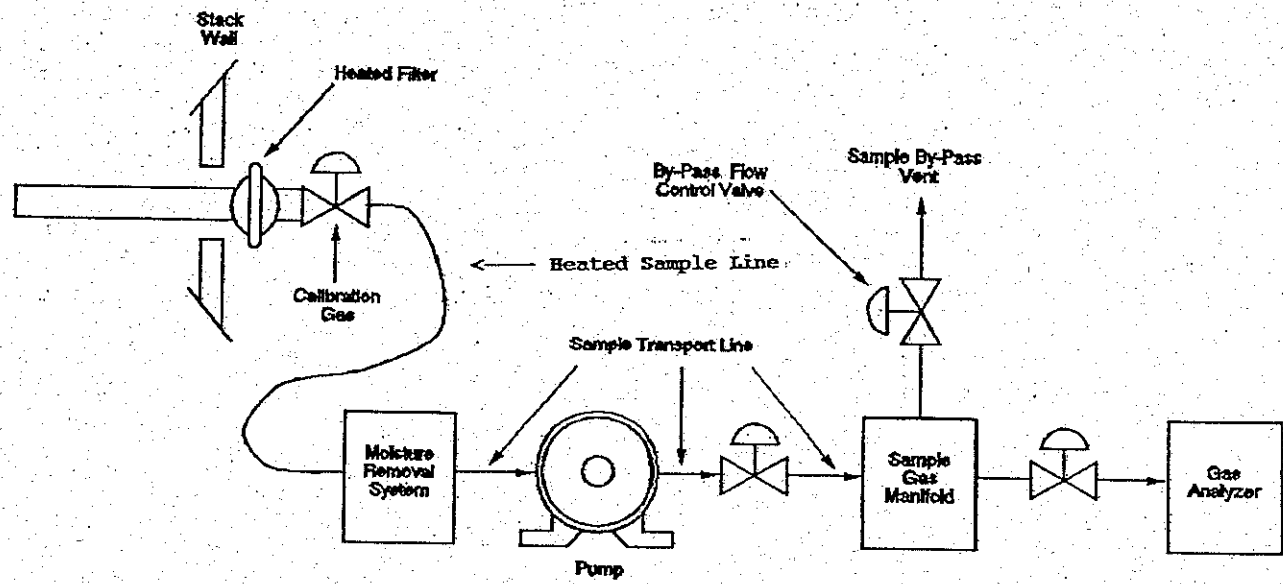 Stack
Wall
Heated Filter
Sample By-Pass
Vent
By-Pass Flow
Control Valve
Heated Sample Line
Calibration
Gas
Sample Transport Line
Moisture
Removal
System
Sample
Gas
Manifold
Gas
Analyzer
Pump